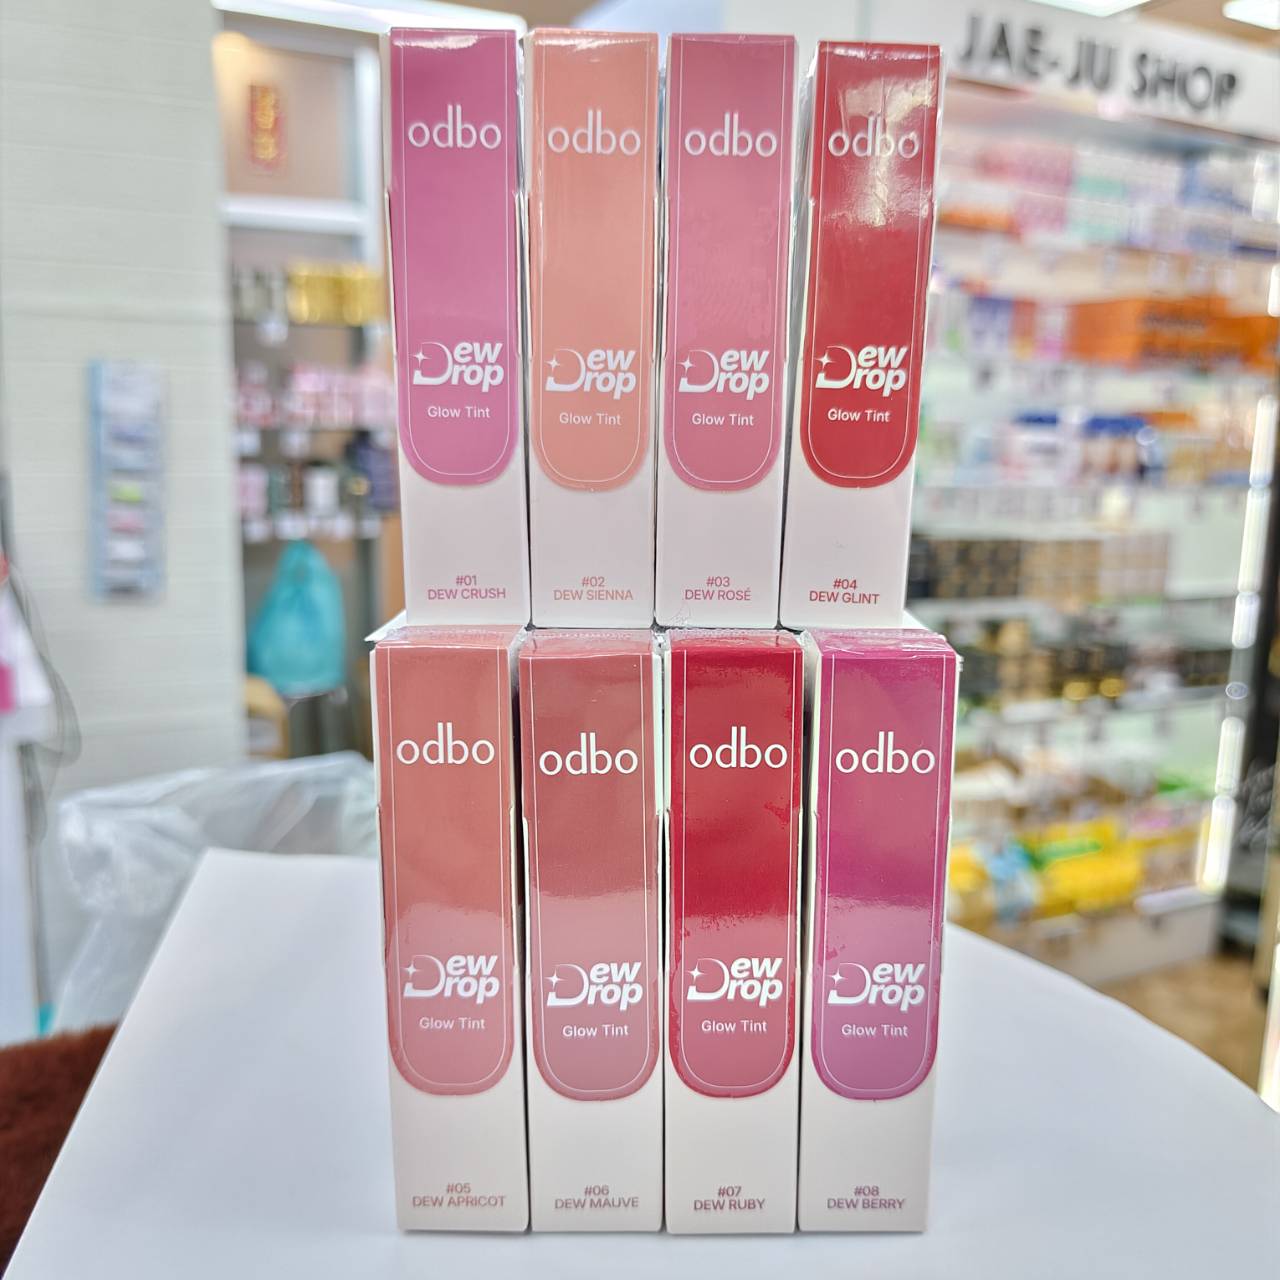 JAE-JU SHOP
odbo
Dew
Drop
Glow Tint
#01
DEW CRUSH
odbo
Dew
Drop
Glow Tint
#02
DEW SIENNA
odbo
Dew
Drop
Glow Tint
#03
DEW ROSÉ
odbo
Dew
Drop
Glow Tint
#04
DEW GLINT
odbo
Dew
Drop
Glow Tint
#05
DEW APRICOT
odbo
Dew
Drop
Glow Tint
#06
DEW MAUVE
odbo
Dew
Drop
Glow Tint
#07
DEW RUBY
odbo
Dew
Drop
Glow Tint
#08
DEW BERRY